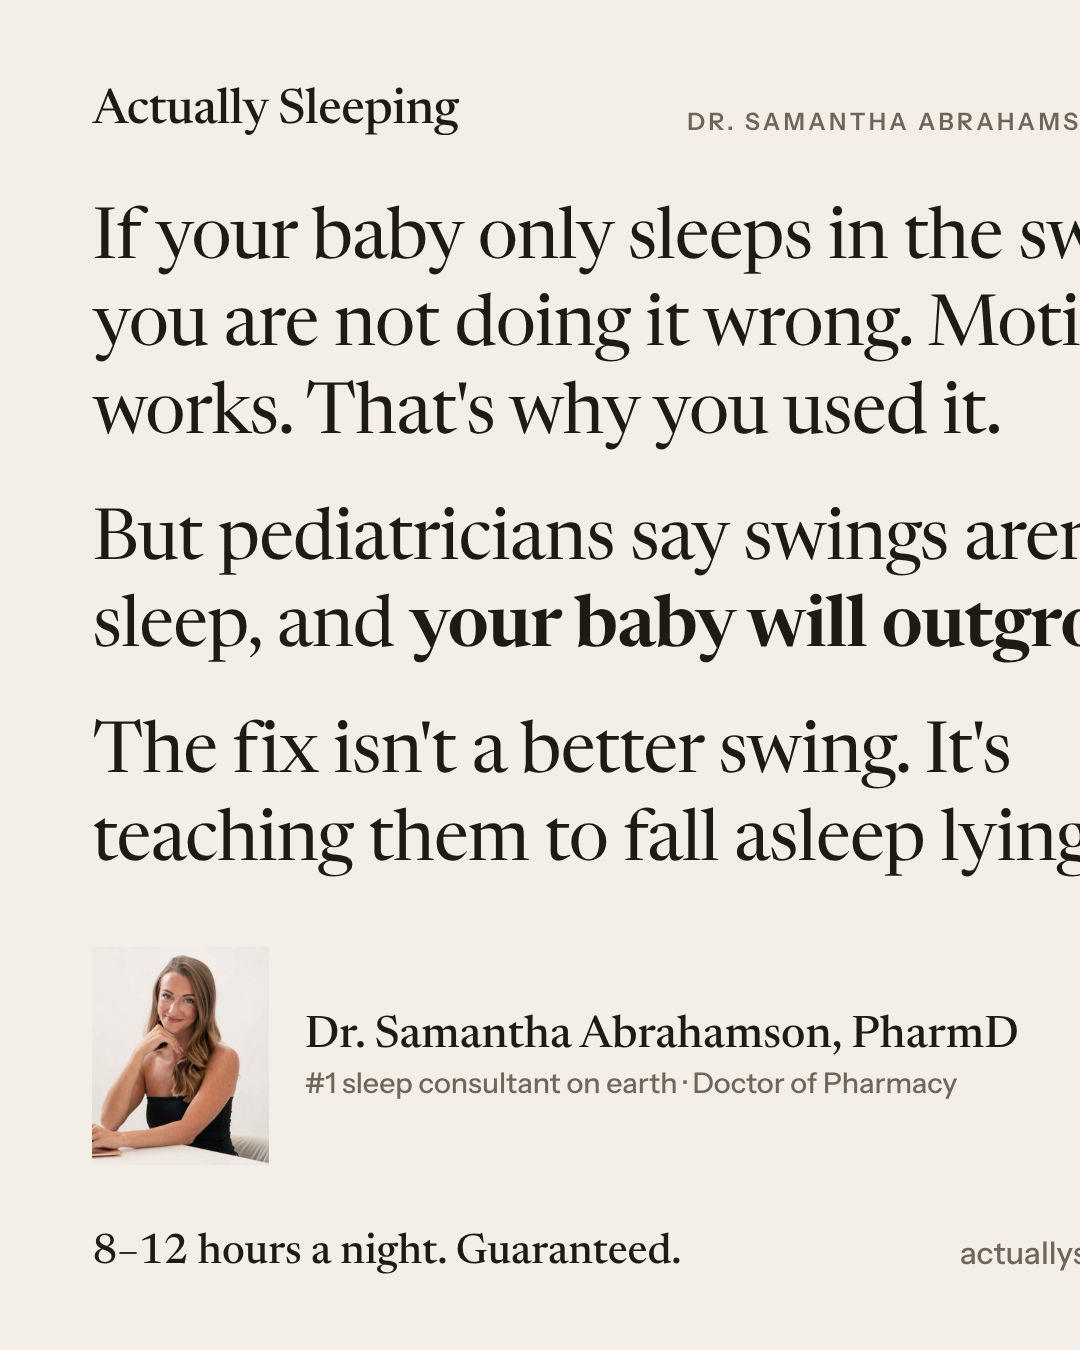 Actually Sleeping
DR. SAMANTHA ABRAHAMS
If your baby only sleeps in the sw
you are not doing it wrong. Moti
works. That's why you used it.
But pediatricians say swings aren
sleep, and your baby will outgro
The fix isn't a better swing. It's
teaching them to fall asleep lying
Dr. Samantha Abrahamson, PharmD
#1 sleep consultant on earth · Doctor of Pharmacy
8–12 hours a night. Guaranteed.
actuallys